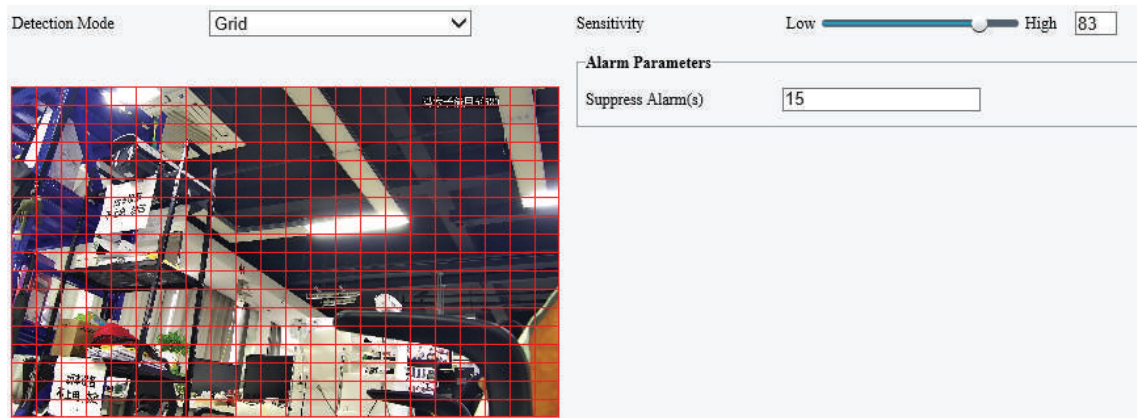 Detection Mode
Grid
Sensitivity
Low
High
83
Alarm Parameters
Suppress Alarm(s)
15